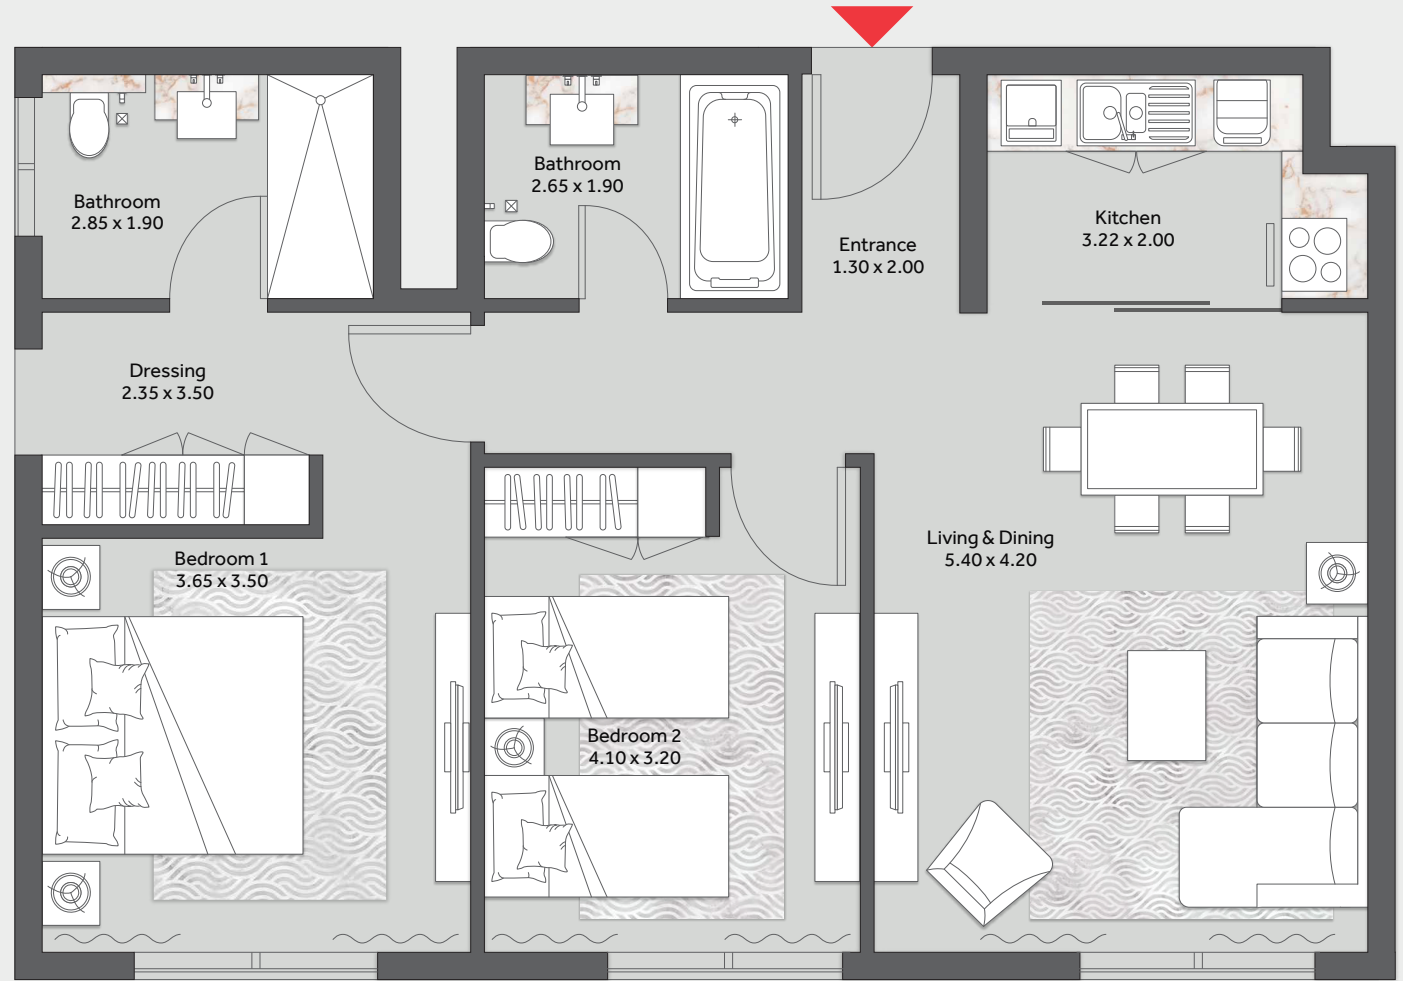 Bathroom
2.85 x 1.90
Bathroom
2.65 x 1.90
Entrance
1.30 x 2.00
Kitchen
3.22 x 2.00
Dressing
2.35 x 3.50
Living & Dining
5.40 x 4.20
Bedroom 1
3.65 x 3.50
Bedroom 2
4.10 x 3.20